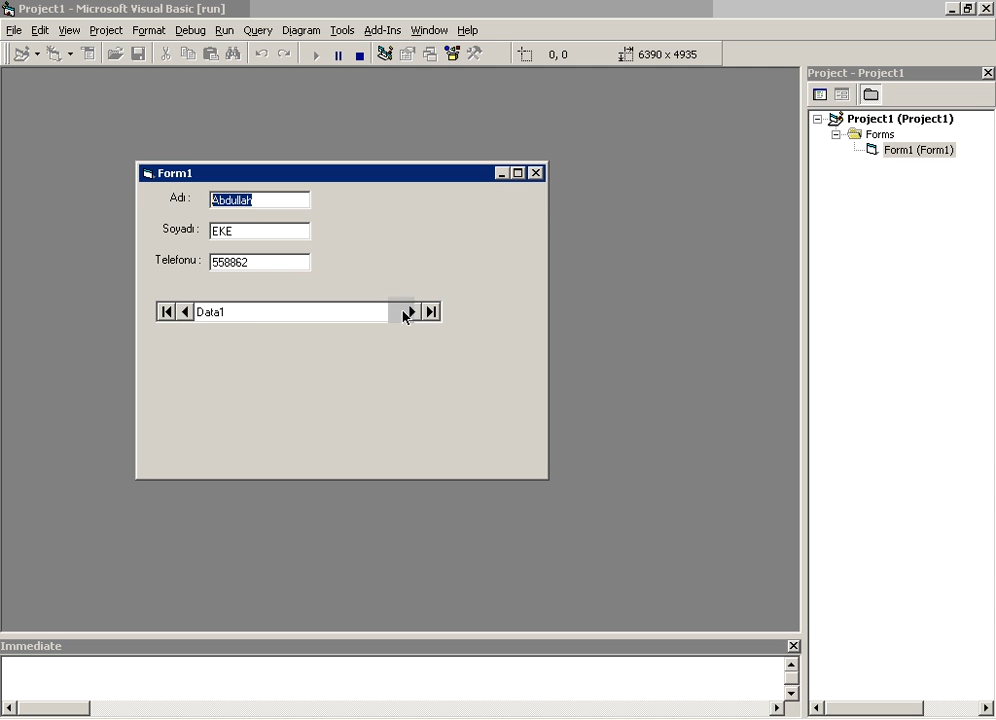 Project1 - Microsoft Visual Basic [run]
File Edit View Project Format Debug Run Query Diagram Tools Add-Ins Window Help
0, 0 6390 x 4935
Project - Project1
Project1 (Project1)
Forms
Form1 (Form1)
Form1
Adı : Abdullah
Soyadı : EKE
Telefonu : 558862
Data1
Immediate